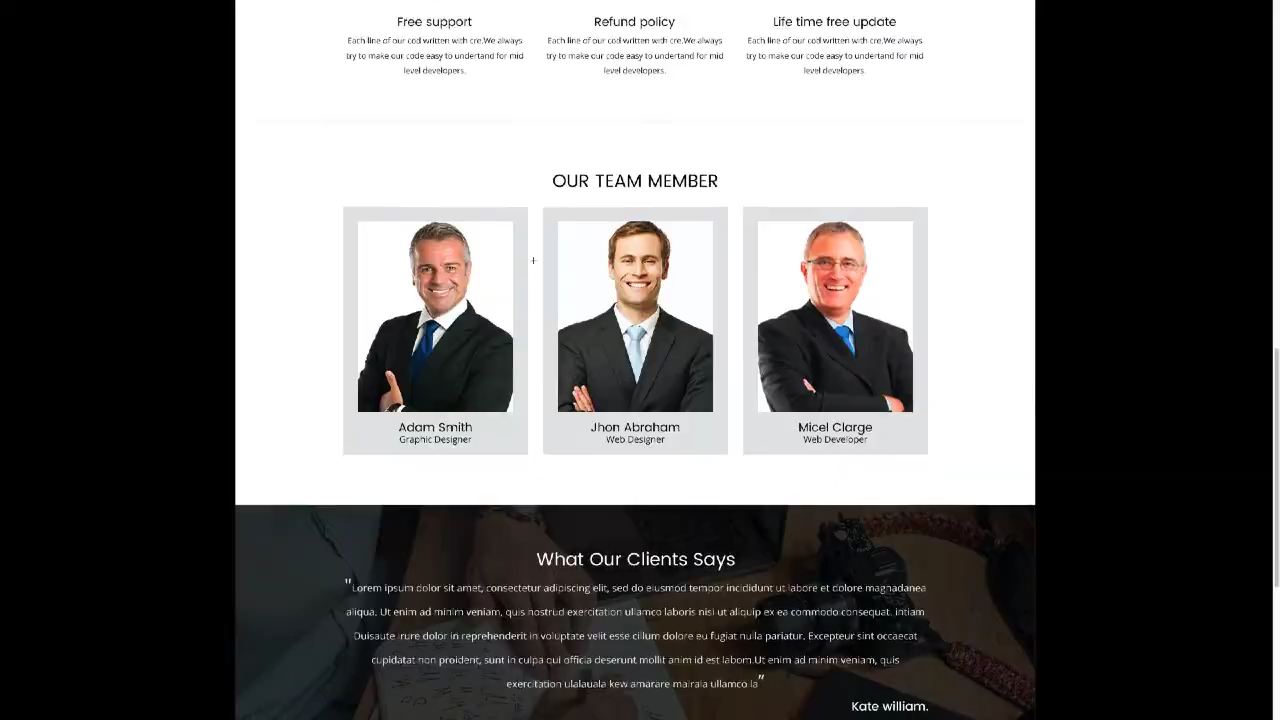 Free support
Refund policy
Life time free update
Each line of our cod written with cre.We always
try to make our code easy to undertand for mid
level developers.
Each line of our cod written with cre.We always
try to make our code easy to undertand for mid
level developers.
Each line of our cod written with cre.We always
try to make our code easy to undertand for mid
level developers.
OUR TEAM MEMBER
Adam Smith
Graphic Designer
Jhon Abraham
Web Designer
Micel Clarge
Web Developer
What Our Clients Says
"Lorem ipsum dolor sit amet, consectetur adipiscing elit, sed do eiusmod tempor incididunt ut labore et dolore magnadanea
aliqua. Ut enim ad minim veniam, quis nostrud exercitation ullamco laboris nisi ut aliquip ex ea commodo consequat. intiam
Duisaute irure dolor in reprehenderit in voluptate velit esse cillum dolore eu fugiat nulla pariatur. Excepteur sint occaecat
cupidatat non proident, sunt in culpa qui officia deserunt mollit anim id est labom.Ut enim ad minim veniam, quis
exercitation ulalauala kew amarare mairala ullamco la"
Kate william.